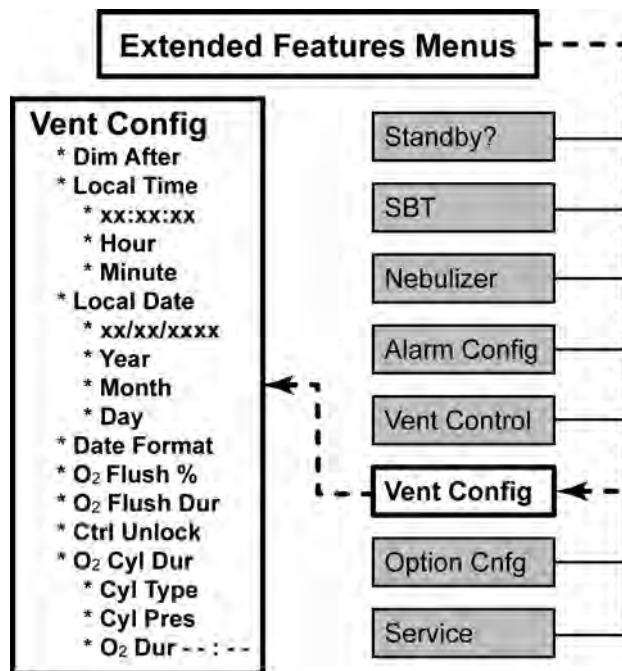 Extended Features Menus
Vent Config
* Dim After
* Local Time
* xx:xx:xx
* Hour
* Minute
* Local Date
* xx/xx/xxxx
* Year
* Month
* Day
* Date Format
* O₂ Flush %
* O₂ Flush Dur
* Ctrl Unlock
* O₂ Cyl Dur
* Cyl Type
* Cyl Pres
* O₂ Dur - - : - -
Standby?
SBT
Nebulizer
Alarm Config
Vent Control
Vent Config
Option Cnfg
Service